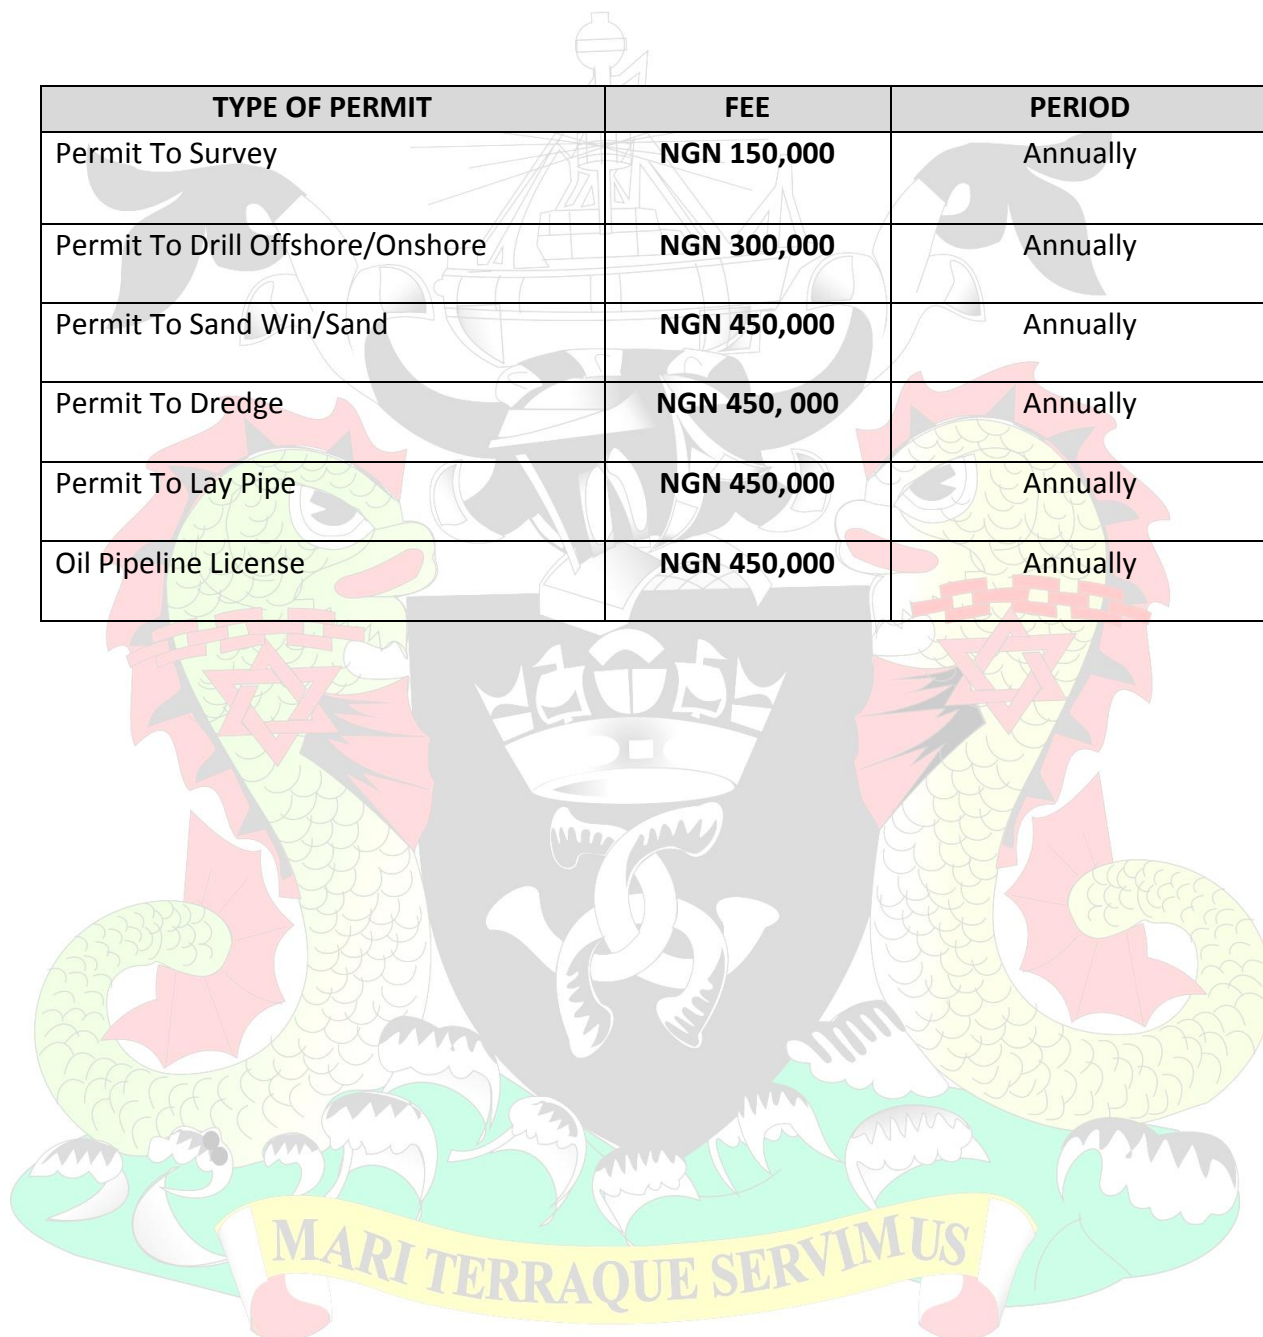 TYPE OF PERMIT FEE PERIOD
Permit To Survey NGN 150,000 Annually
Permit To Drill Offshore/Onshore NGN 300,000 Annually
Permit To Sand Win/Sand NGN 450,000 Annually
Permit To Dredge NGN 450, 000 Annually
Permit To Lay Pipe NGN 450,000 Annually
Oil Pipeline License NGN 450,000 Annually
MARI TERRAQUE SERVIMUS